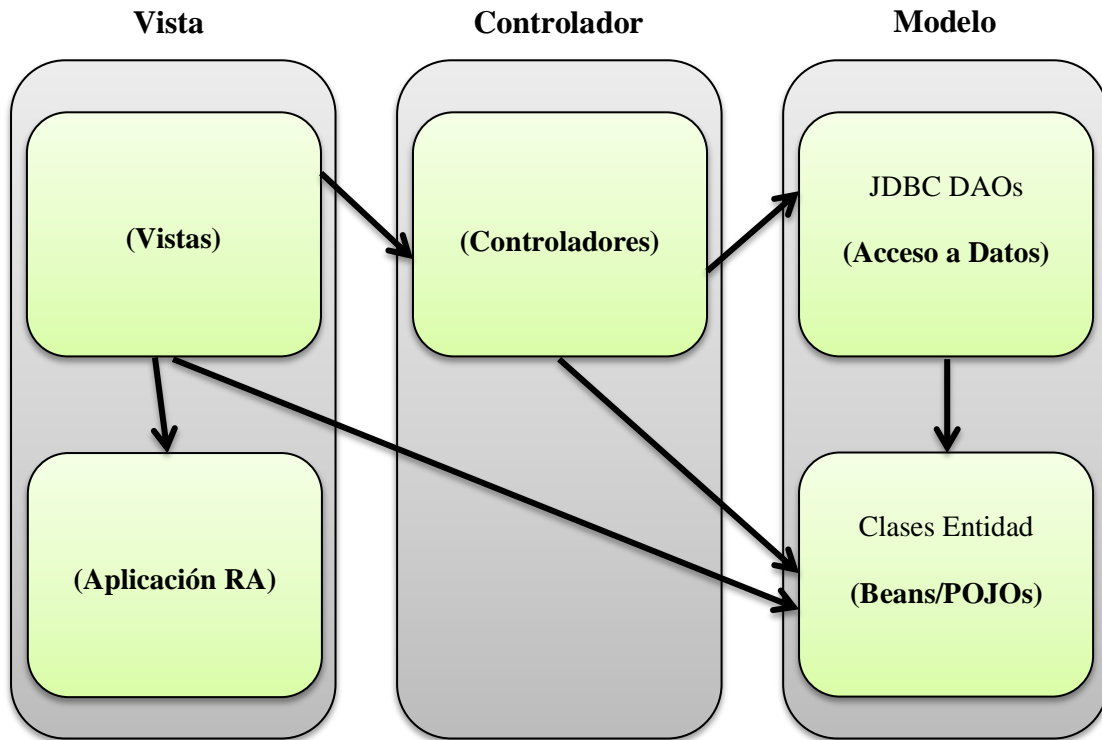 Vista
Controlador
Modelo
(Vistas)
(Controladores)
JDBC DAOs
(Acceso a Datos)
(Aplicación RA)
Clases Entidad
(Beans/POJOs)